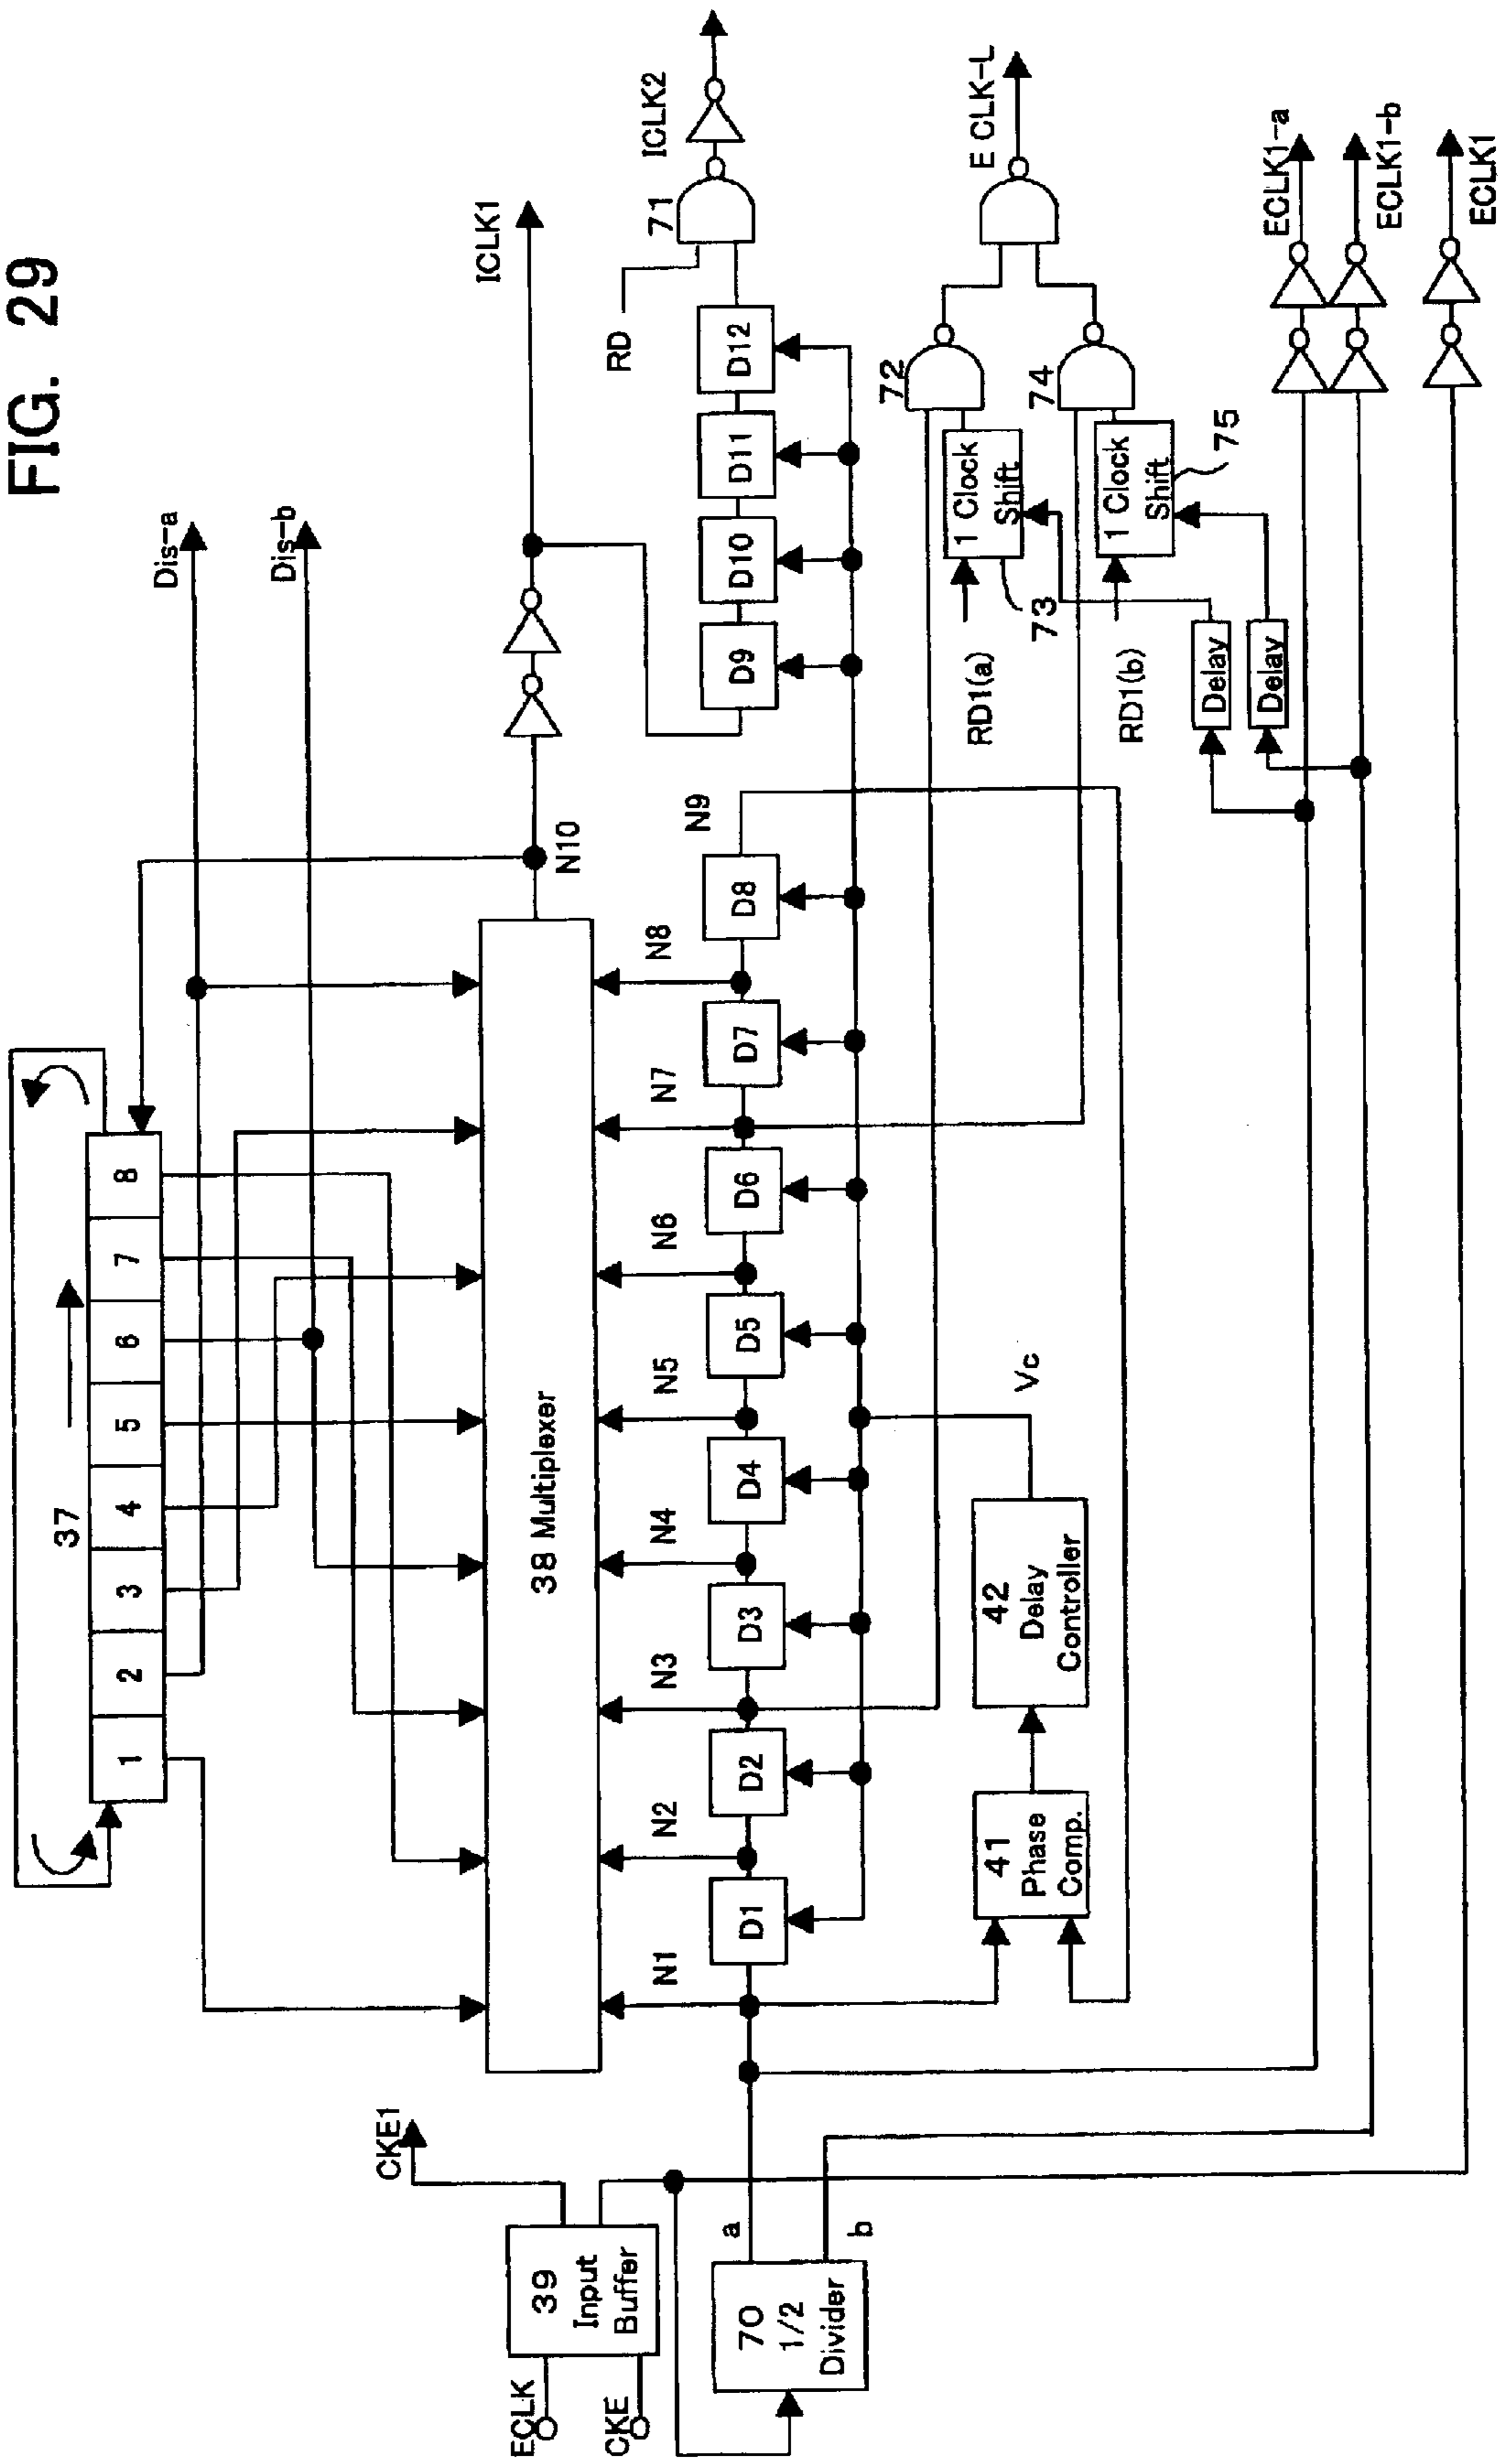 FIG. 29
37
1 2 3 4 5 6 7 8
Dis-a
Dis-b
CKE1
ECLK
CKE
39
Input
Buffer
38 Multiplexer
N10
ICLK1
N1
N2
N3
N4
N5
N6
N7
N8
N9
ICLK2
a
b
70
1/2
Divider
D1
D2
D3
D4
D5
D6
D7
D8
D9
D10
D11
D12
RD
71
Vc
41
Phase
Comp.
42
Delay
Controller
RD1(a)
73
1 Clock
Shift
72
E CLK-L
RD1(b)
1 Clock
Shift
75
74
Delay
Delay
ECLK1-a
ECLK1-b
ECLK1